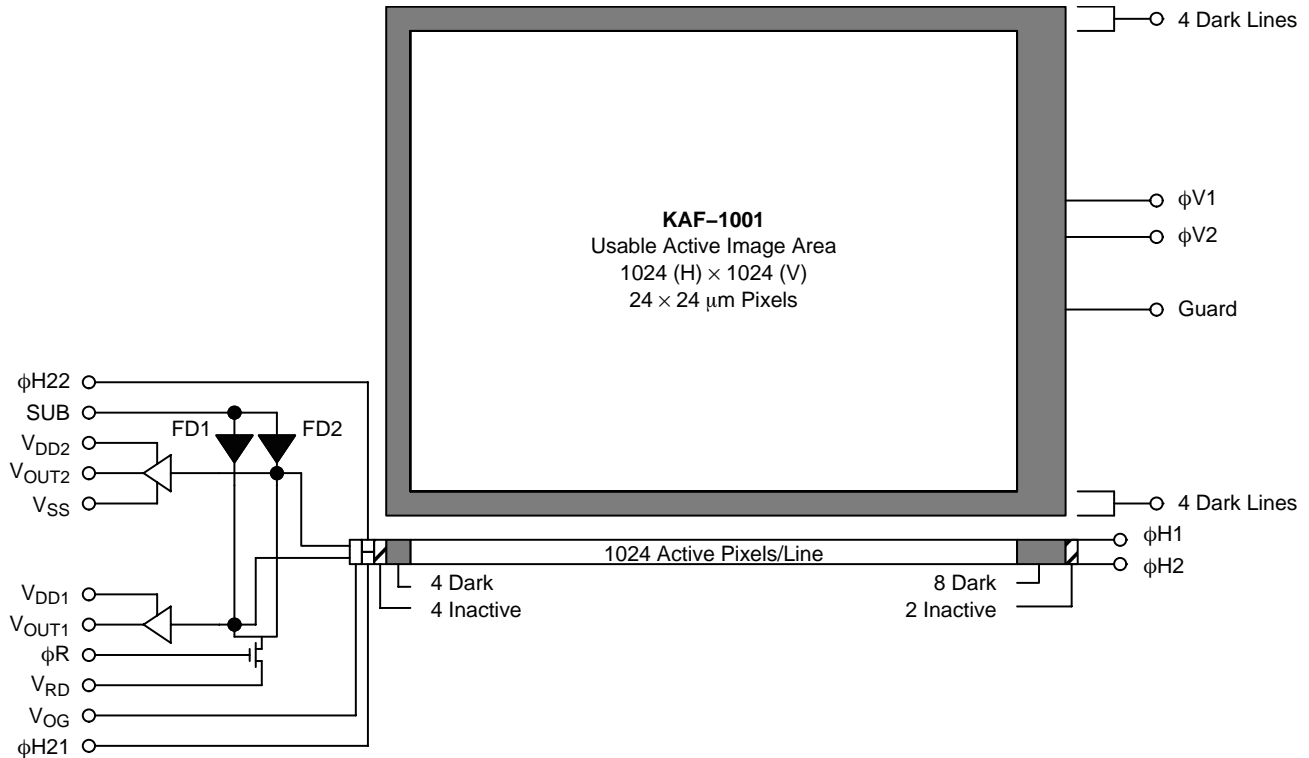 4 Dark Lines
KAF−1001
Usable Active Image Area
1024 (H) × 1024 (V)
24 × 24 μm Pixels
ϕV1
ϕV2
Guard
ϕH22
SUB
FD1
FD2
VDD2
VOUT2
VSS
4 Dark Lines
ϕH1
1024 Active Pixels/Line
ϕH2
4 Dark
8 Dark
4 Inactive
2 Inactive
VDD1
VOUT1
ϕR
VRD
VOG
ϕH21